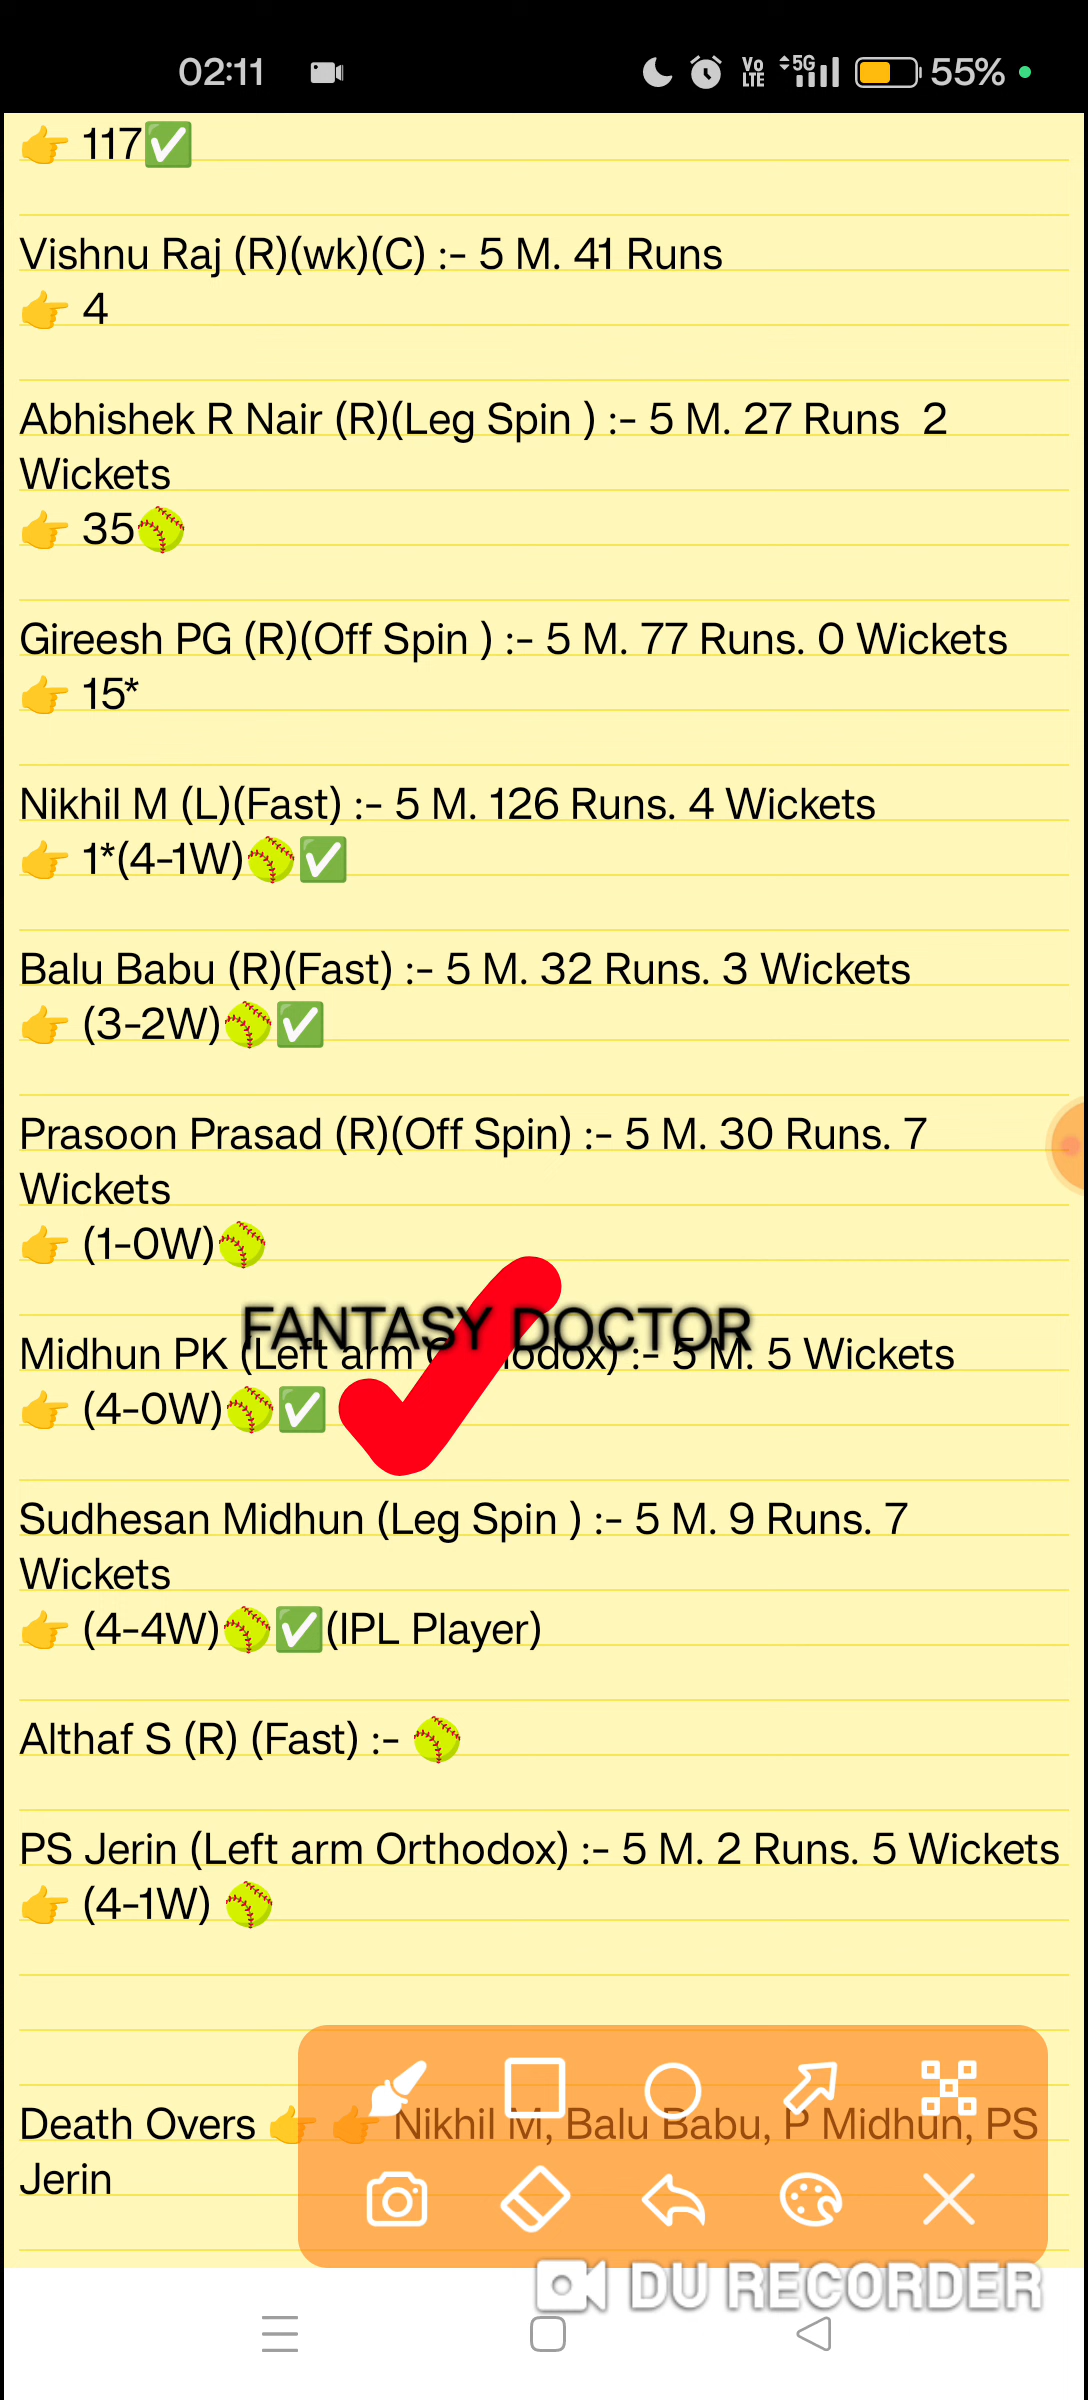 02:11 Vo LTE 5G 55%
👉 117✅
Vishnu Raj (R)(wk)(C) :- 5 M. 41 Runs
👉 4
Abhishek R Nair (R)(Leg Spin ) :- 5 M. 27 Runs  2
Wickets
👉 35🥎
Gireesh PG (R)(Off Spin ) :- 5 M. 77 Runs. 0 Wickets
👉 15*
Nikhil M (L)(Fast) :- 5 M. 126 Runs. 4 Wickets
👉 1*(4-1W)🥎✅
Balu Babu (R)(Fast) :- 5 M. 32 Runs. 3 Wickets
👉 (3-2W)🥎✅
Prasoon Prasad (R)(Off Spin) :- 5 M. 30 Runs. 7
Wickets
👉 (1-0W)🥎
FANTASY DOCTOR
Midhun PK (Left arm Orthodox) :- 5 M. 5 Wickets
👉 (4-0W)🥎✅
Sudhesan Midhun (Leg Spin ) :- 5 M. 9 Runs. 7
Wickets
👉 (4-4W)🥎✅(IPL Player)
Althaf S (R) (Fast) :- 🥎
PS Jerin (Left arm Orthodox) :- 5 M. 2 Runs. 5 Wickets
👉 (4-1W) 🥎
Death Overs 👉 👉 Nikhil M, Balu Babu, P Midhun, PS
Jerin
DU RECORDER